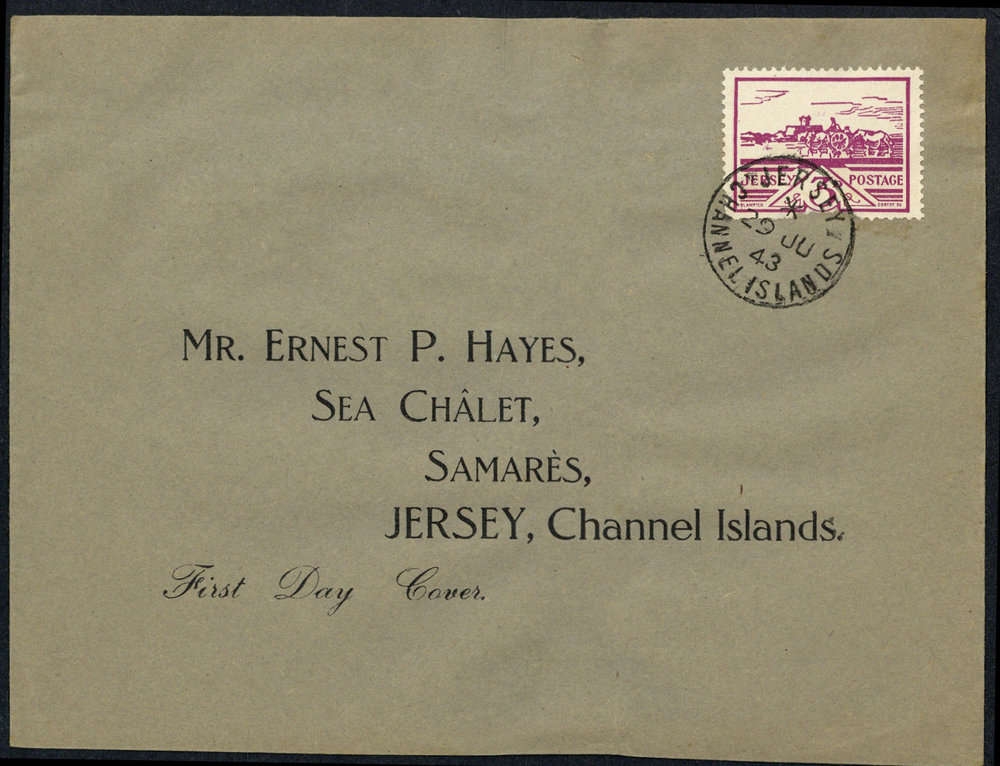 JERSEY 3d POSTAGE
JERSEY
CHANNEL ISLANDS
29 JU
43
Mr. Ernest P. Hayes,
Sea Châlet,
Samarès,
JERSEY, Channel Islands.
First Day Cover.